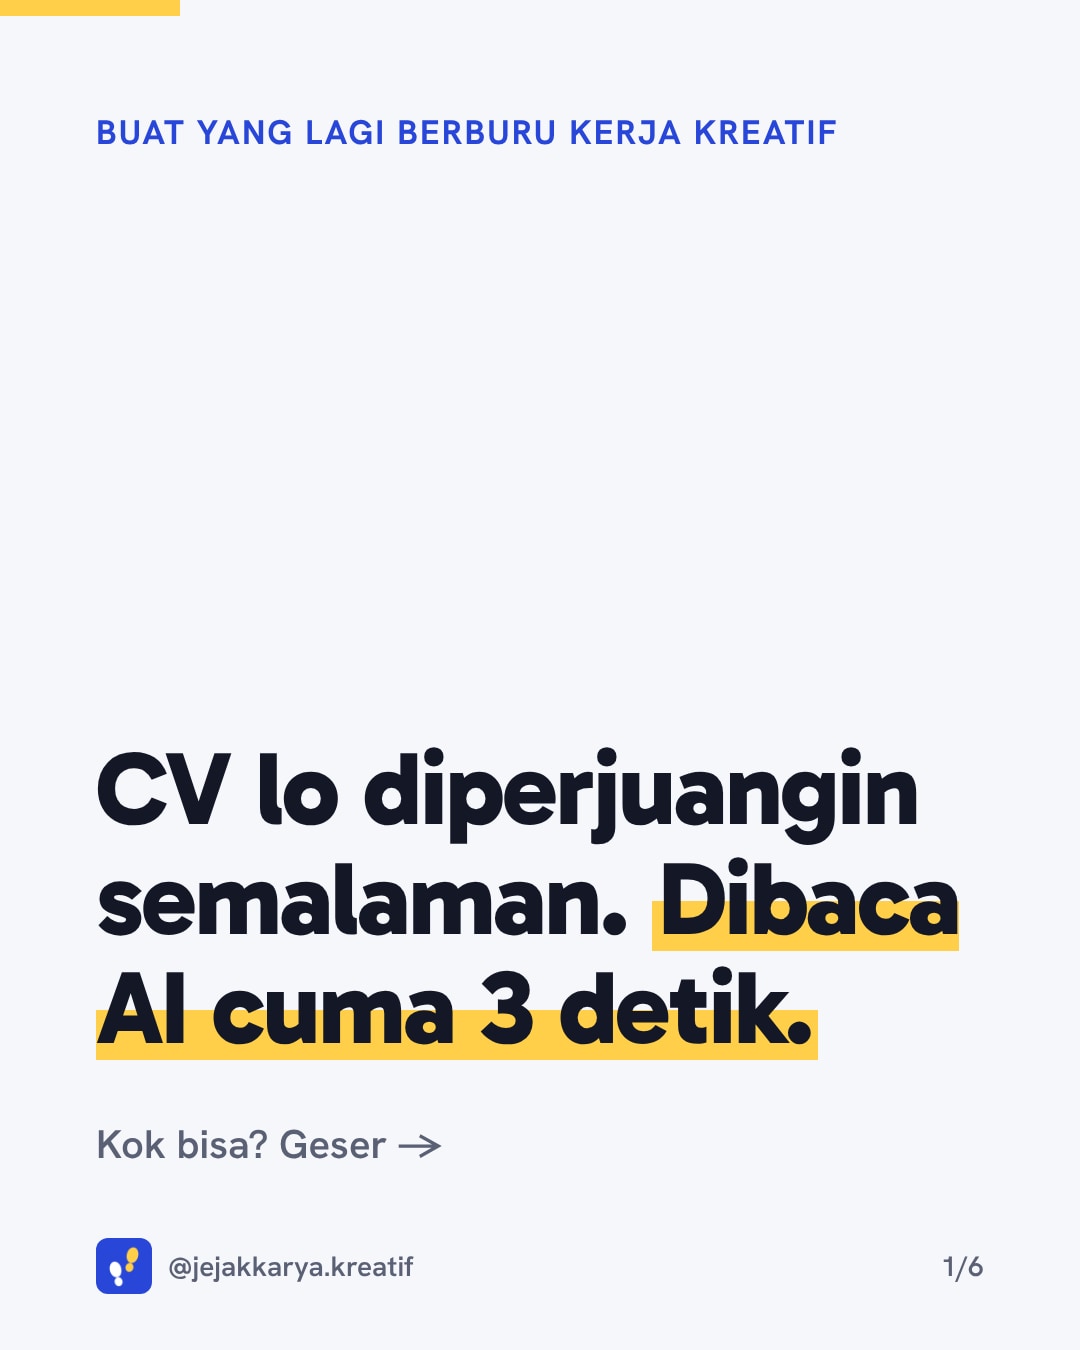 BUAT YANG LAGI BERBURU KERJA KREATIF
CV lo diperjuangin
semalaman. Dibaca
AI cuma 3 detik.
Kok bisa? Geser →
@jejakkarya.kreatif
1/6